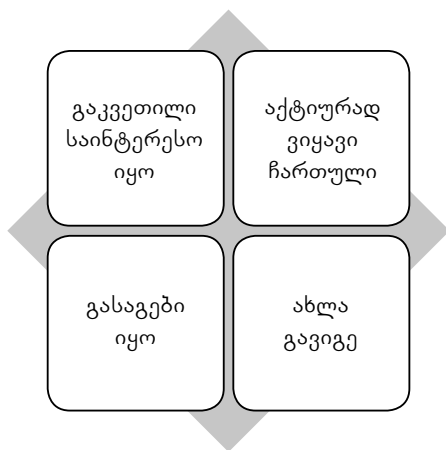 გაკვეთილი
საინტერესო
იყო
აქტიურად
ვიყავი
ჩართული
გასაგები
იყო
ახლა
გავიგე